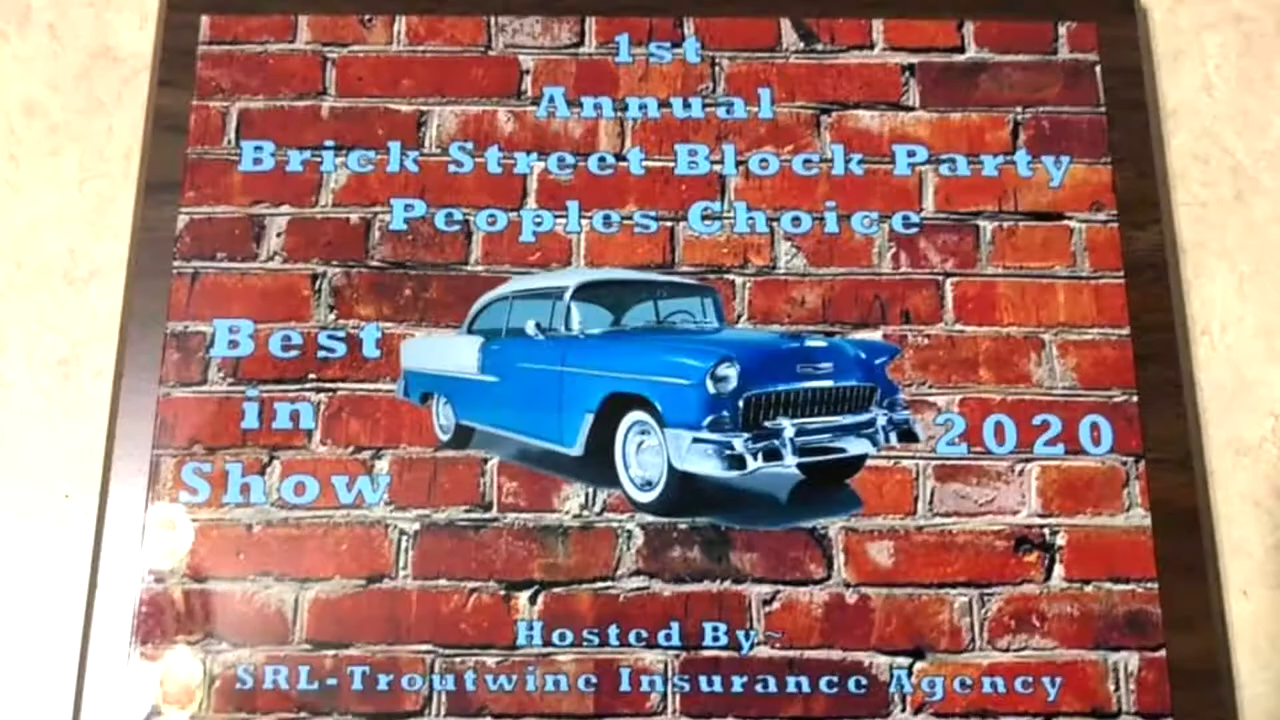 1st
Annual
Brick Street Block Party
Peoples Choice
Best
in
Show
2020
Hosted By~
SRL-Troutwine Insurance Agency